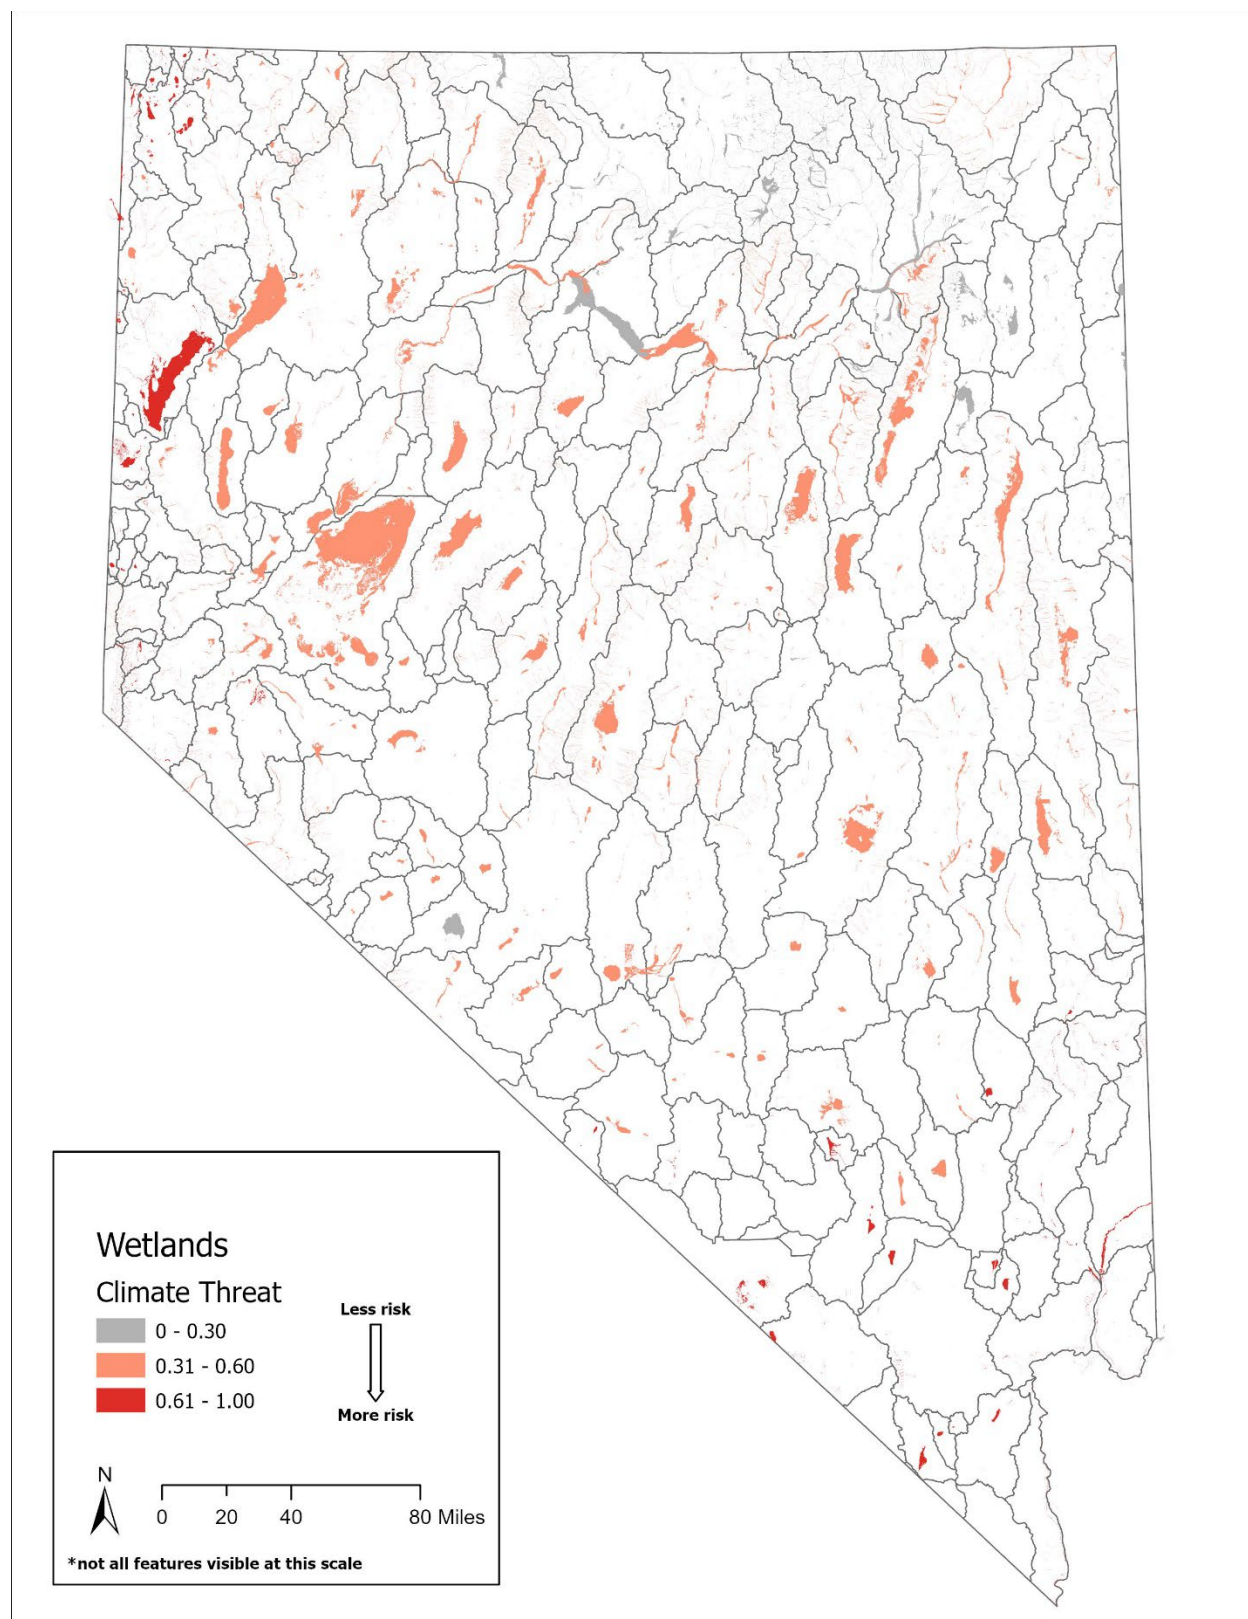 Wetlands
Climate Threat
Less risk
0 - 0.30
0.31 - 0.60
0.61 - 1.00
More risk
N
0 20 40 80 Miles
*not all features visible at this scale